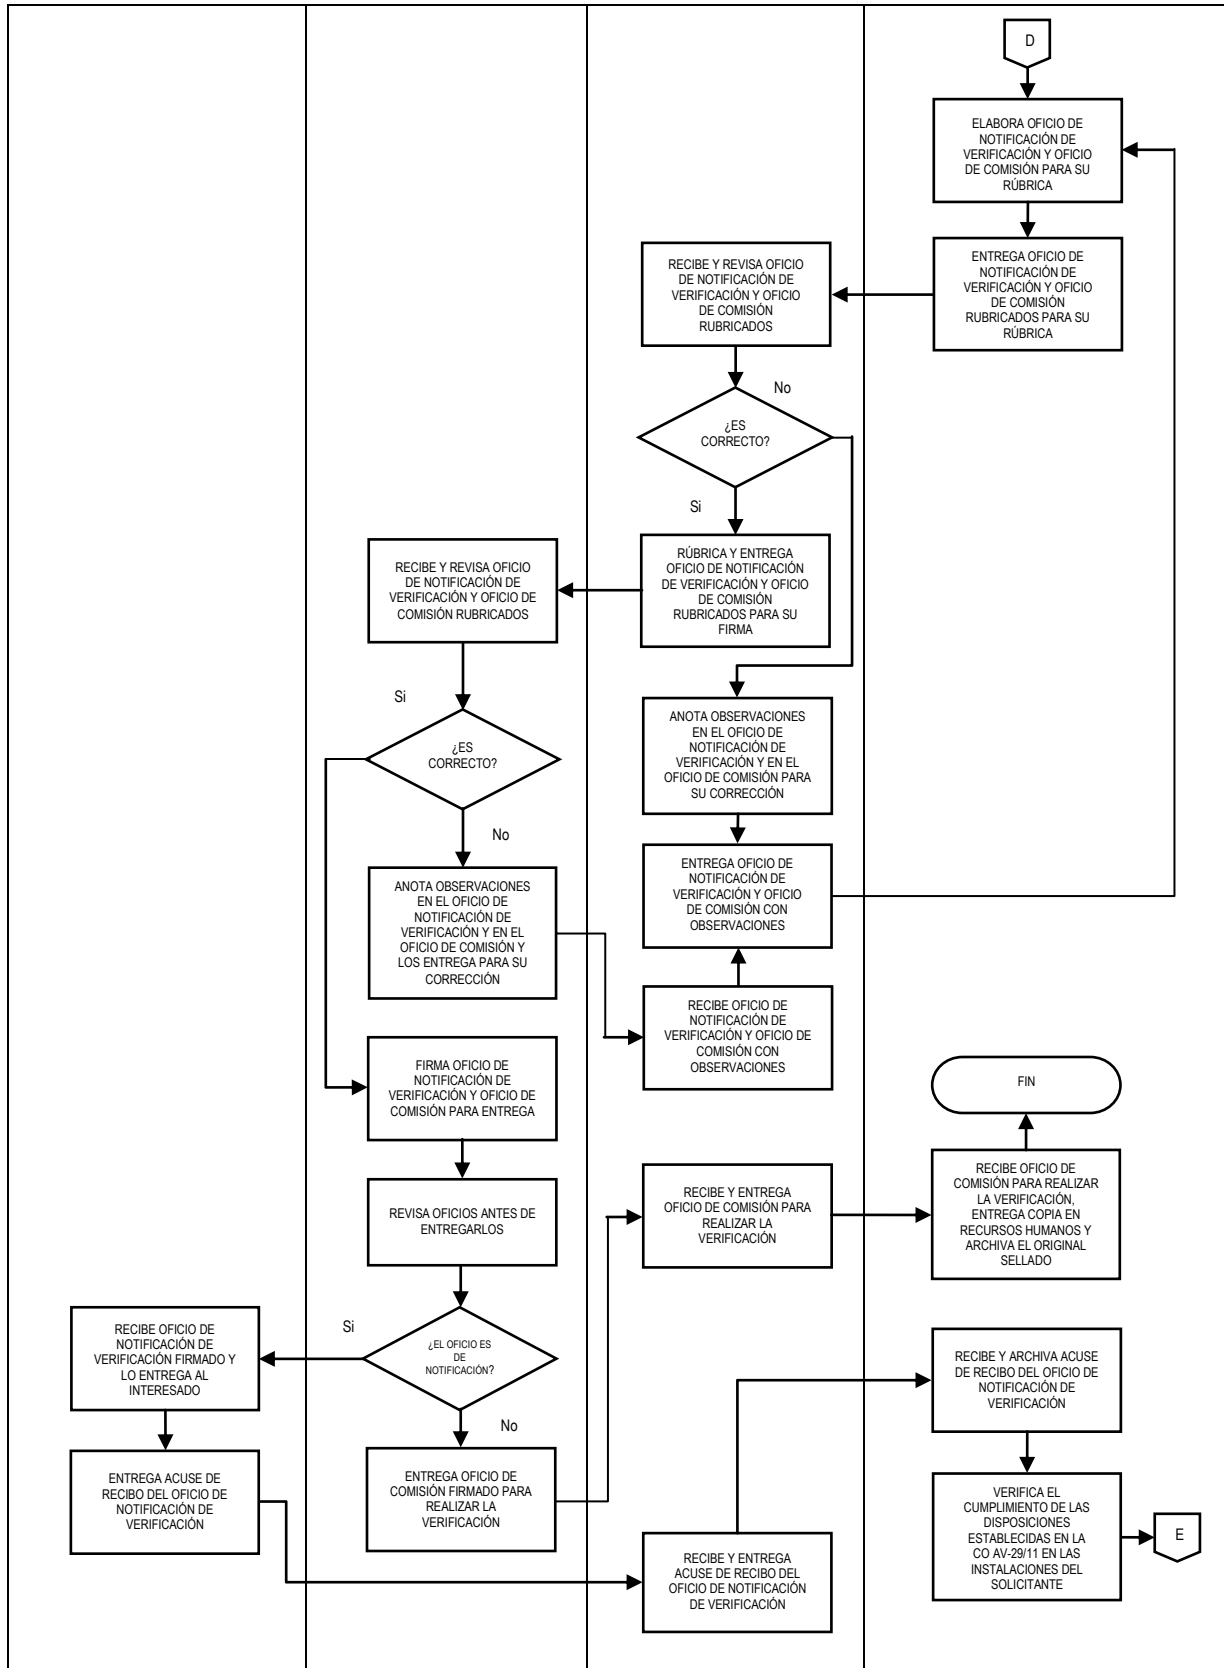 D
ELABORA OFICIO DE
NOTIFICACIÓN DE
VERIFICACIÓN Y OFICIO
DE COMISIÓN PARA SU
RÚBRICA
ENTREGA OFICIO DE
NOTIFICACIÓN DE
VERIFICACIÓN Y OFICIO
DE COMISIÓN
RUBRICADOS PARA SU
RÚBRICA
RECIBE Y REVISA OFICIO
DE NOTIFICACIÓN DE
VERIFICACIÓN Y OFICIO
DE COMISIÓN
RUBRICADOS
No
¿ES
CORRECTO?
Si
RÚBRICA Y ENTREGA
OFICIO DE NOTIFICACIÓN
DE VERIFICACIÓN Y OFICIO
DE COMISIÓN
RUBRICADOS PARA SU
FIRMA
RECIBE Y REVISA OFICIO
DE NOTIFICACIÓN DE
VERIFICACIÓN Y OFICIO DE
COMISIÓN RUBRICADOS
Si
¿ES
CORRECTO?
No
ANOTA OBSERVACIONES
EN EL OFICIO DE
NOTIFICACIÓN DE
VERIFICACIÓN Y EN EL
OFICIO DE COMISIÓN PARA
SU CORRECCIÓN
ENTREGA OFICIO DE
NOTIFICACIÓN DE
VERIFICACIÓN Y OFICIO
DE COMISIÓN CON
OBSERVACIONES
ANOTA OBSERVACIONES
EN EL OFICIO DE
NOTIFICACIÓN DE
VERIFICACIÓN Y EN EL
OFICIO DE COMISIÓN Y
LOS ENTREGA PARA SU
CORRECCIÓN
RECIBE OFICIO DE
NOTIFICACIÓN DE
VERIFICACIÓN Y OFICIO DE
COMISIÓN CON
OBSERVACIONES
FIRMA OFICIO DE
NOTIFICACIÓN DE
VERIFICACIÓN Y OFICIO DE
COMISIÓN PARA ENTREGA
FIN
REVISA OFICIOS ANTES DE
ENTREGARLOS
RECIBE Y ENTREGA
OFICIO DE COMISIÓN PARA
REALIZAR LA
VERIFICACIÓN
RECIBE OFICIO DE
COMISIÓN PARA REALIZAR
LA VERIFICACIÓN,
ENTREGA COPIA EN
RECURSOS HUMANOS Y
ARCHIVA EL ORIGINAL
SELLADO
Si
¿EL OFICIO ES
DE
NOTIFICACIÓN?
No
RECIBE OFICIO DE
NOTIFICACIÓN DE
VERIFICACIÓN FIRMADO Y
LO ENTREGA AL
INTERESADO
RECIBE Y ARCHIVA ACUSE
DE RECIBO DEL OFICIO DE
NOTIFICACIÓN DE
VERIFICACIÓN
ENTREGA ACUSE DE
RECIBO DEL OFICIO DE
NOTIFICACIÓN DE
VERIFICACIÓN
ENTREGA OFICIO DE
COMISIÓN FIRMADO PARA
REALIZAR LA
VERIFICACIÓN
RECIBE Y ENTREGA
ACUSE DE RECIBO DEL
OFICIO DE NOTIFICACIÓN
DE VERIFICACIÓN
VERIFICA EL
CUMPLIMIENTO DE LAS
DISPOSICIONES
ESTABLECIDAS EN LA
CO AV-29/11 EN LAS
INSTALACIONES DEL
SOLICITANTE
E